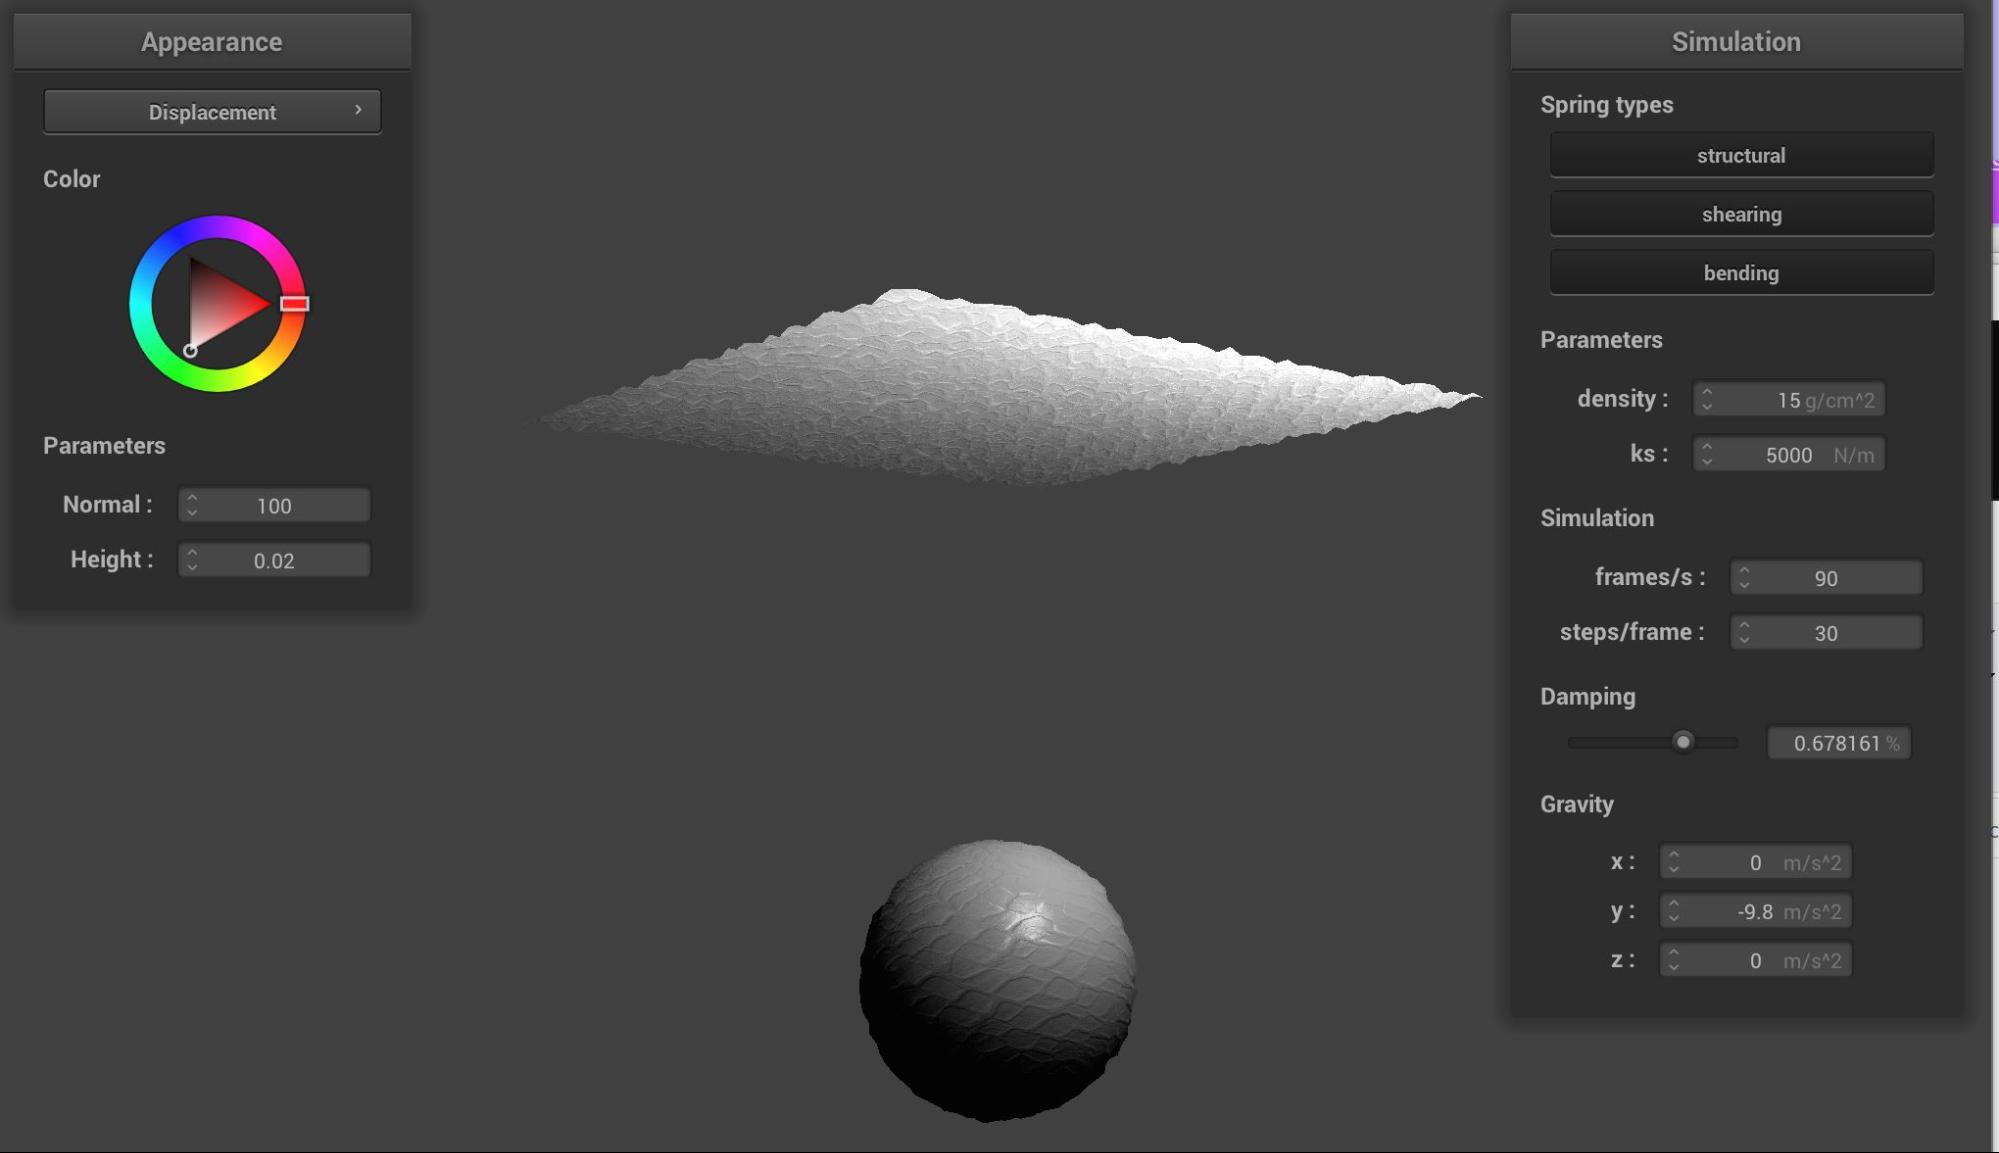 Appearance
Displacement
Color
Parameters
Normal : 100
Height : 0.02
Simulation
Spring types
structural
shearing
bending
Parameters
density : 15 g/cm^2
ks : 5000 N/m
Simulation
frames/s : 90
steps/frame : 30
Damping
0.678161 %
Gravity
x : 0 m/s^2
y : -9.8 m/s^2
z : 0 m/s^2